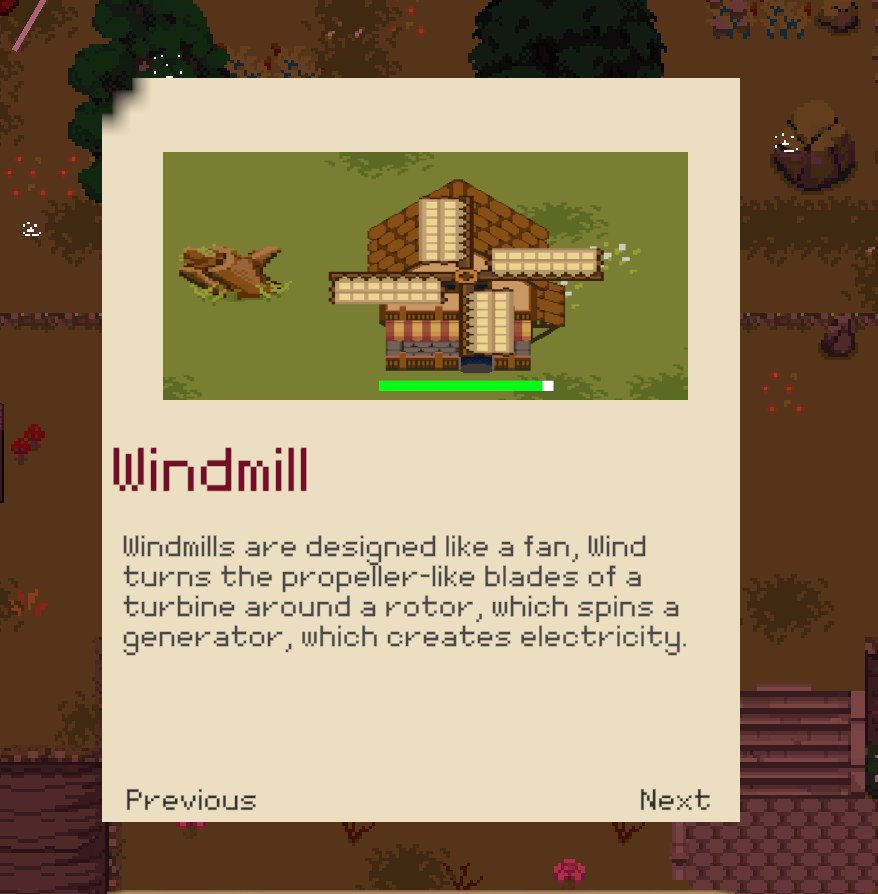 Windmill
Windmills are designed like a fan, Wind
turns the propeller-like blades of a
turbine around a rotor, which spins a
generator, which creates electricity.
Previous
Next